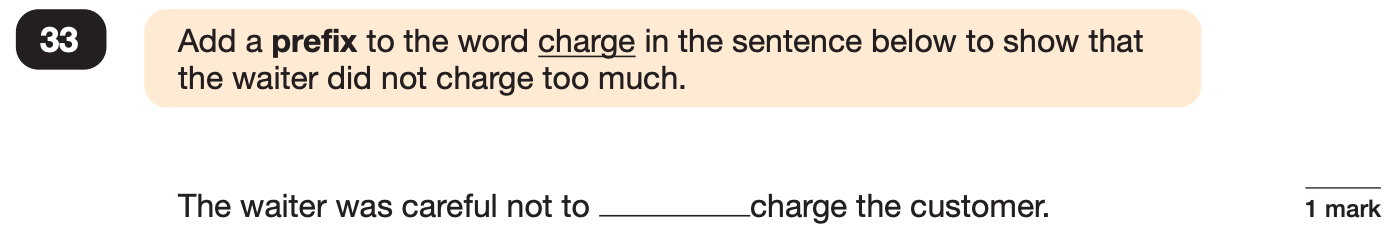 33
Add a prefix to the word charge in the sentence below to show that
the waiter did not charge too much.
The waiter was careful not to __________charge the customer.
1 mark